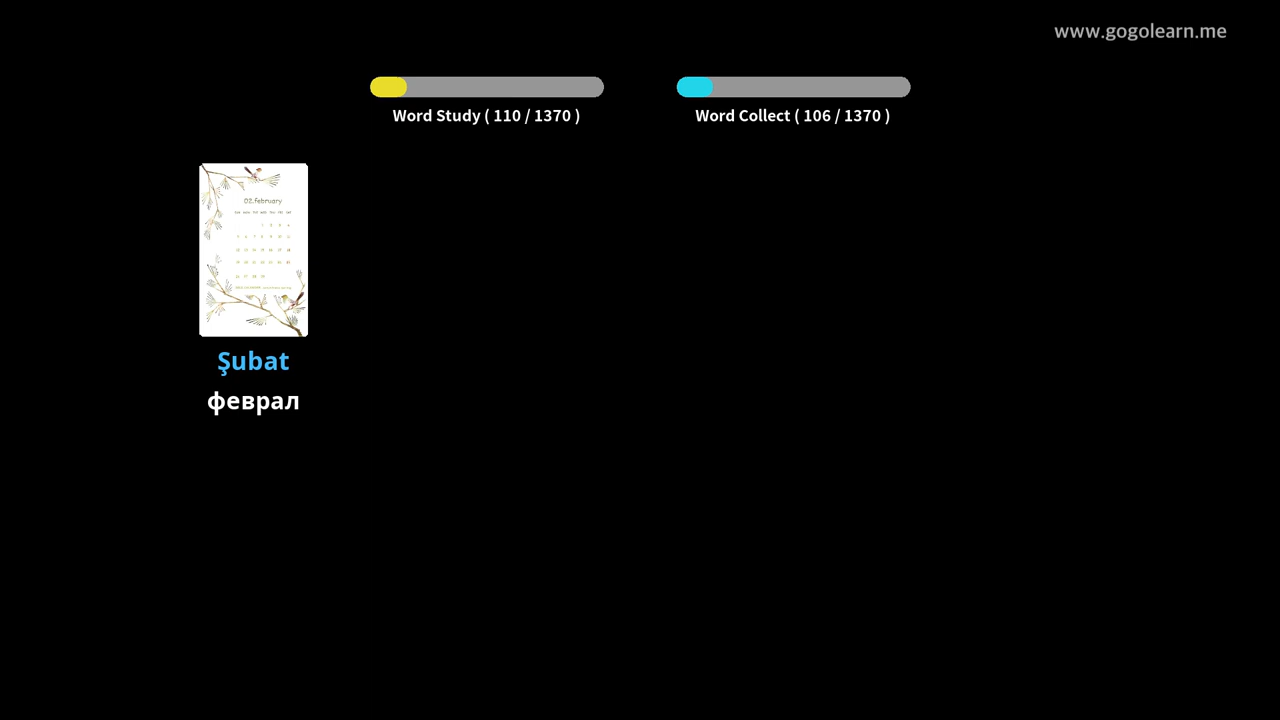 www.gogolearn.me
Word Study ( 110 / 1370 )
Word Collect ( 106 / 1370 )
02.february
Şubat
феврал